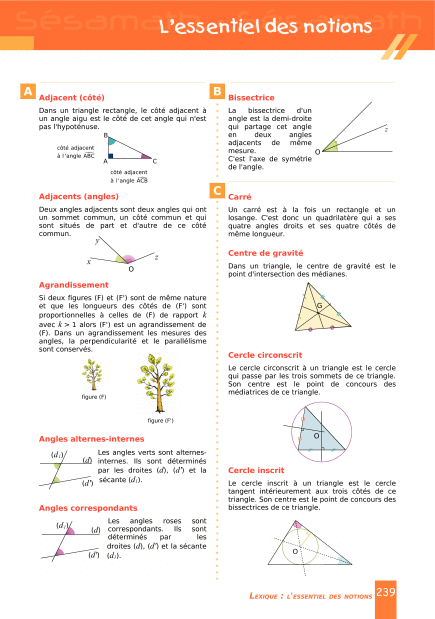 Sésamath
Sésamath
L'essentiel des notions
A
Adjacent (côté)
Dans un triangle rectangle, le côté adjacent à
un angle aigu est le côté de cet angle qui n'est
pas l'hypoténuse.
B
côté adjacent
à l'angle ABC
A
C
côté adjacent
à l'angle ACB
Adjacents (angles)
Deux angles adjacents sont deux angles qui ont
un sommet commun, un côté commun et qui
sont situés de part et d'autre de ce côté
commun.
y
x
z
O
Agrandissement
Si deux figures (F) et (F') sont de même nature
et que les longueurs des côtés de (F') sont
proportionnelles à celles de (F) de rapport k
avec k > 1 alors (F') est un agrandissement de
(F). Dans un agrandissement les mesures des
angles, la perpendicularité et le parallélisme
sont conservés.
figure (F)
figure (F')
Angles alternes-internes
(d₁)
(d)
(d')
Les angles verts sont alternes-
internes. Ils sont déterminés
par les droites (d), (d') et la
sécante (d₁).
Angles correspondants
(d₂)
(d)
(d')
Les angles roses sont
correspondants. Ils sont
déterminés par les
droites (d), (d') et la sécante
(d₂).
B
Bissectrice
La bissectrice d'un
angle est la demi-droite
qui partage cet angle
en deux angles
adjacents de même
mesure.
C'est l'axe de symétrie
de l'angle.
z
O
C
Carré
Un carré est à la fois un rectangle et un
losange. C'est donc un quadrilatère qui a ses
quatre angles droits et ses quatre côtés de
même longueur.
Centre de gravité
Dans un triangle, le centre de gravité est le
point d'intersection des médianes.
G
Cercle circonscrit
Le cercle circonscrit à un triangle est le cercle
qui passe par les trois sommets de ce triangle.
Son centre est le point de concours des
médiatrices de ce triangle.
O
Cercle inscrit
Le cercle inscrit à un triangle est le cercle
tangent intérieurement aux trois côtés de ce
triangle. Son centre est le point de concours des
bissectrices de ce triangle.
O
Lexique : l'essentiel des notions
239